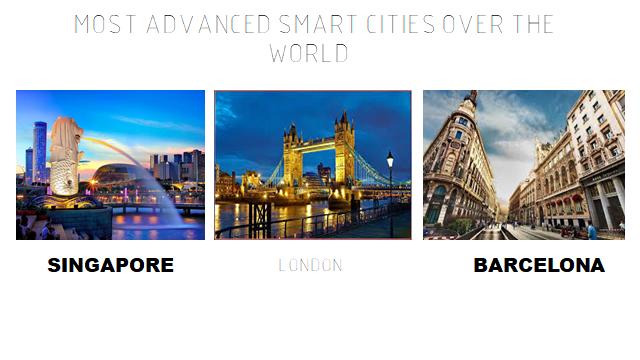 MOST ADVANCED SMART CITIES OVER THE
WORLD
SINGAPORE
LONDON
BARCELONA